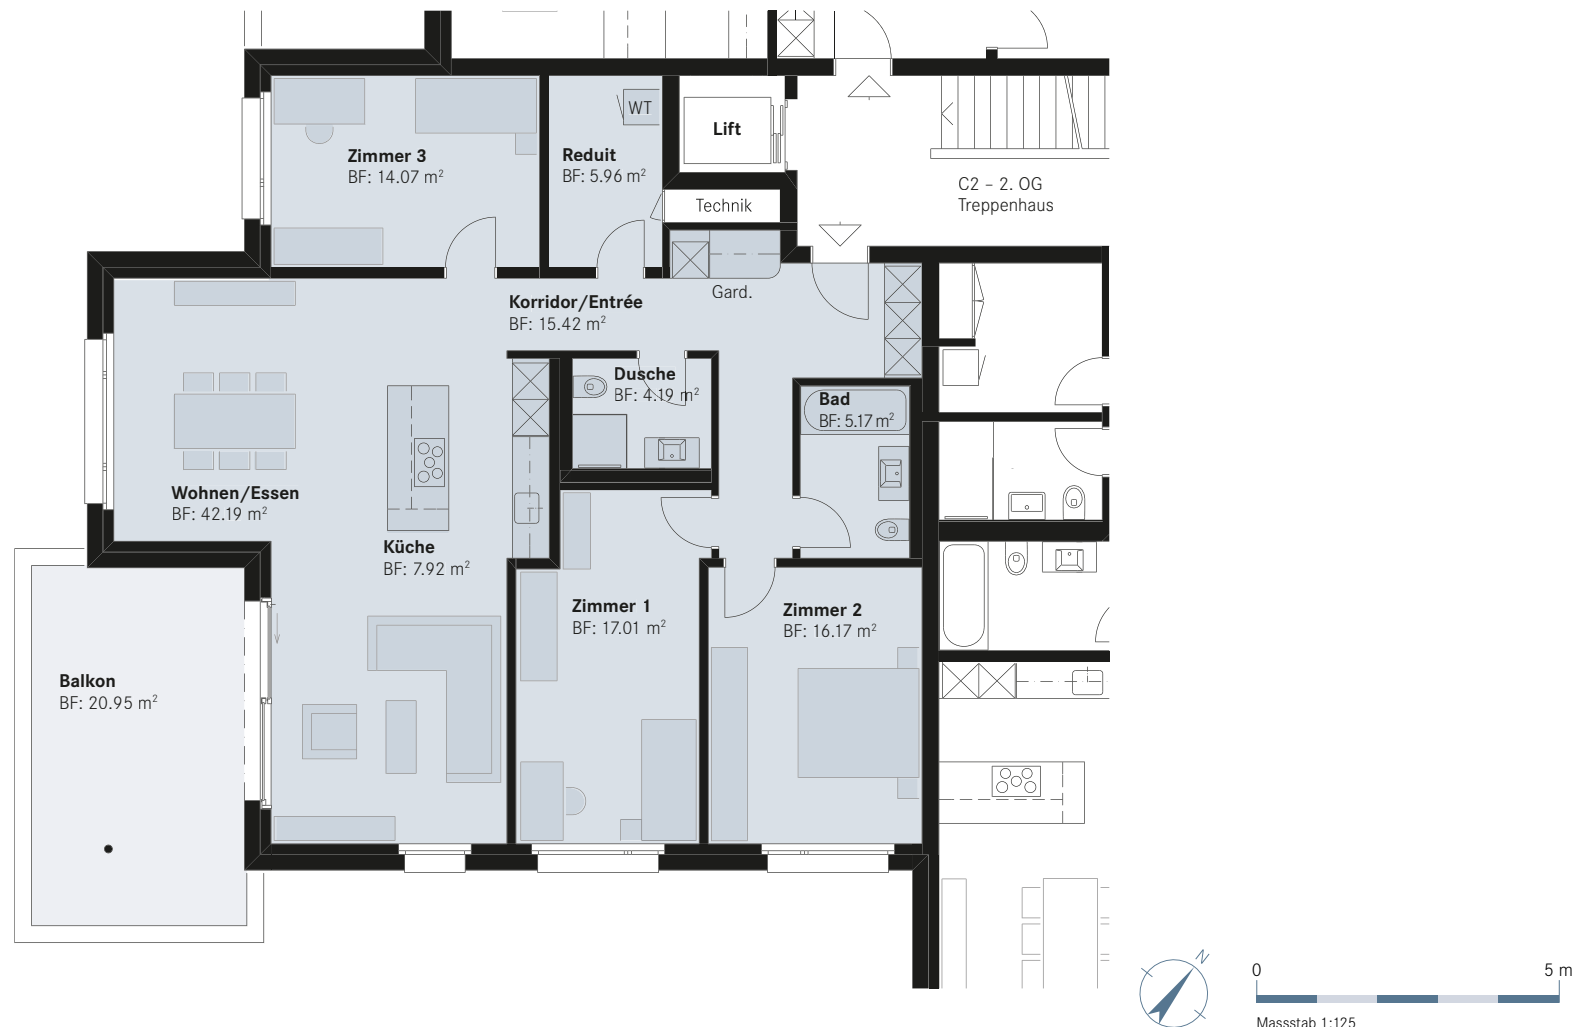 WT
Lift
Zimmer 3
BF: 14.07 m²
Reduit
BF: 5.96 m²
Technik
C2 – 2. OG
Treppenhaus
Gard.
Korridor/Entrée
BF: 15.42 m²
Dusche
BF: 4.19 m²
Bad
BF: 5.17 m²
Wohnen/Essen
BF: 42.19 m²
Küche
BF: 7.92 m²
Zimmer 1
BF: 17.01 m²
Zimmer 2
BF: 16.17 m²
Balkon
BF: 20.95 m²
N
0
5 m
Massstab 1:125